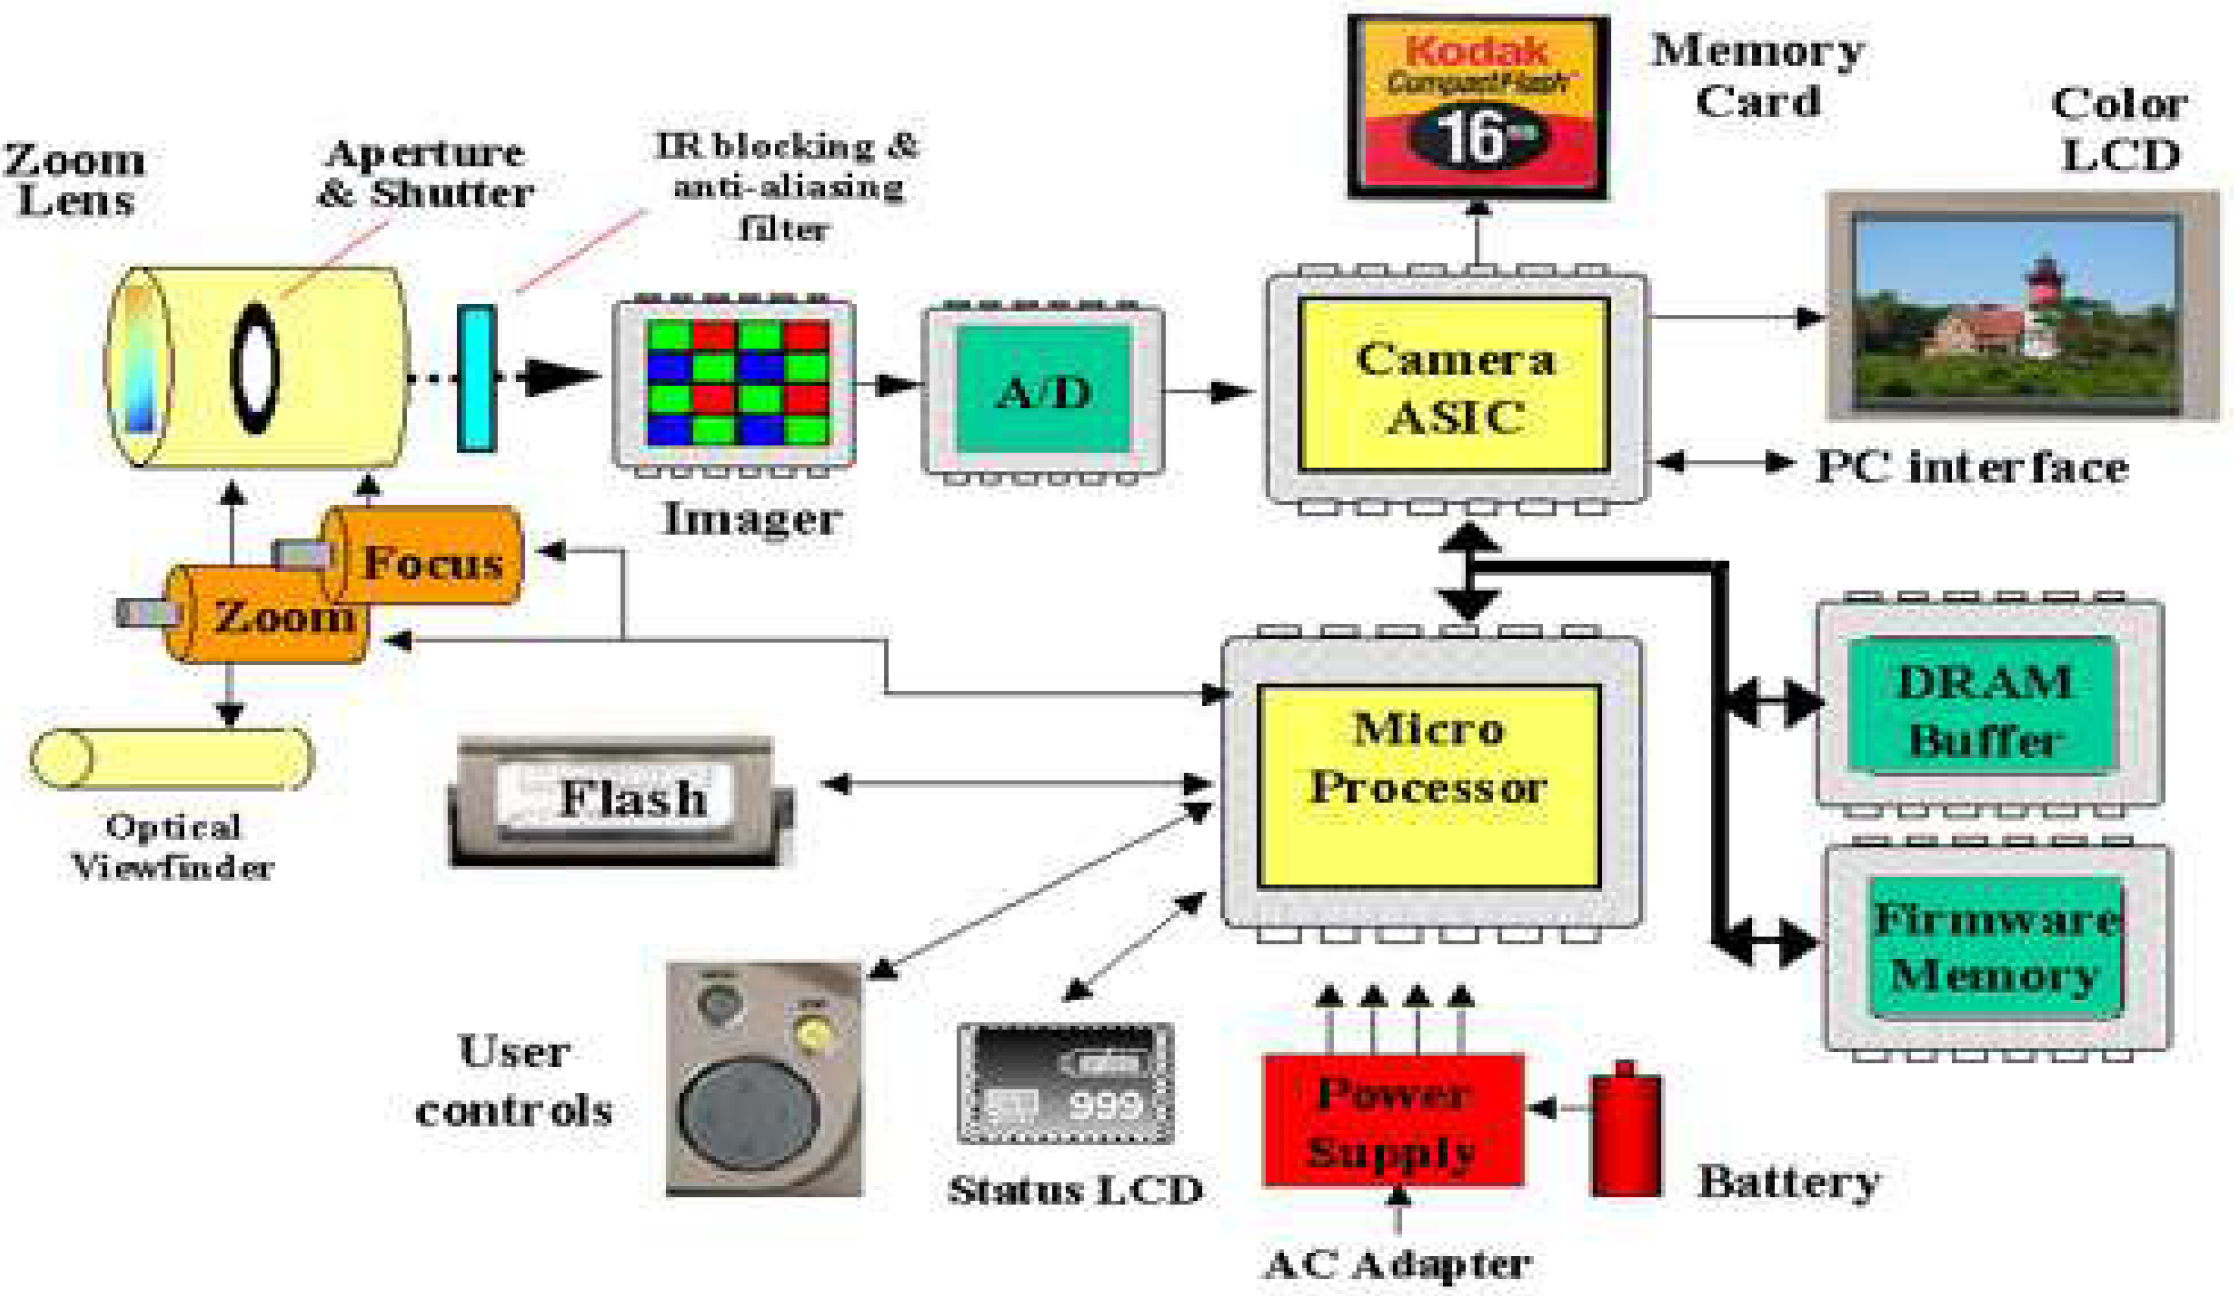 Kodak
CompactFlash
16
Memory
Card
Color
LCD
Zoom
Lens
Aperture
& Shutter
IR blocking &
anti-aliasing
filter
A/D
Camera
ASIC
PC interface
Imager
Focus
Zoom
Optical
Viewfinder
Flash
Micro
Processor
DRAM
Buffer
Firmware
Memory
User
controls
999
Status LCD
Power
Supply
Battery
AC Adapter